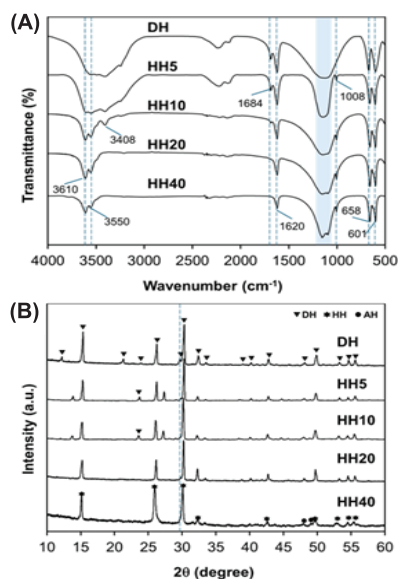 (A)
DH
HH5
HH10
HH20
HH40
1684
1008
3408
3610
3550
1620
658
601
Transmittance (%)
4000 3500 3000 2500 2000 1500 1000 500
Wavenumber (cm⁻¹)
(B)
▼ DH ● HH ● AH
DH
HH5
HH10
HH20
HH40
Intensity (a.u.)
10 15 20 25 30 35 40 45 50 55 60
2θ (degree)